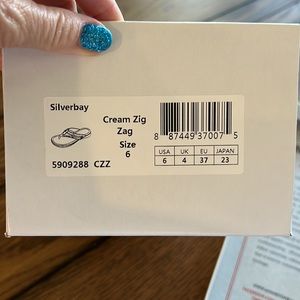 Silverbay
Cream Zig
Zag
Size
6
5909288 CZZ
8 87449 37007 5
USA UK EU JAPAN
6 4 37 23